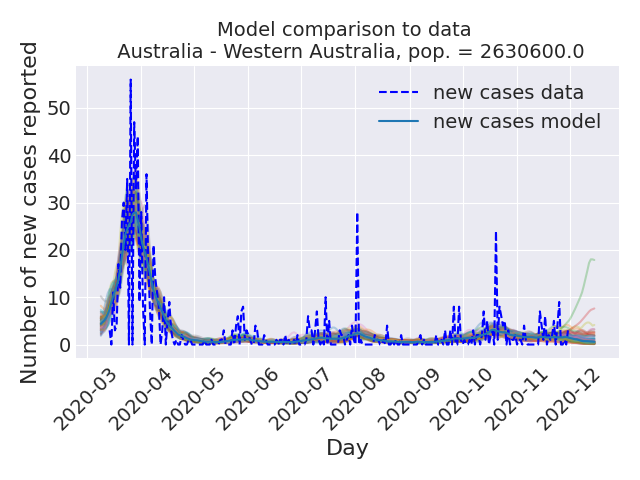 Model comparison to data
Australia - Western Australia, pop. = 2630600.0
Number of new cases reported
50
40
30
20
10
0
new cases data
new cases model
2020-03
2020-04
2020-05
2020-06
2020-07
2020-08
2020-09
2020-10
2020-11
2020-12
Day